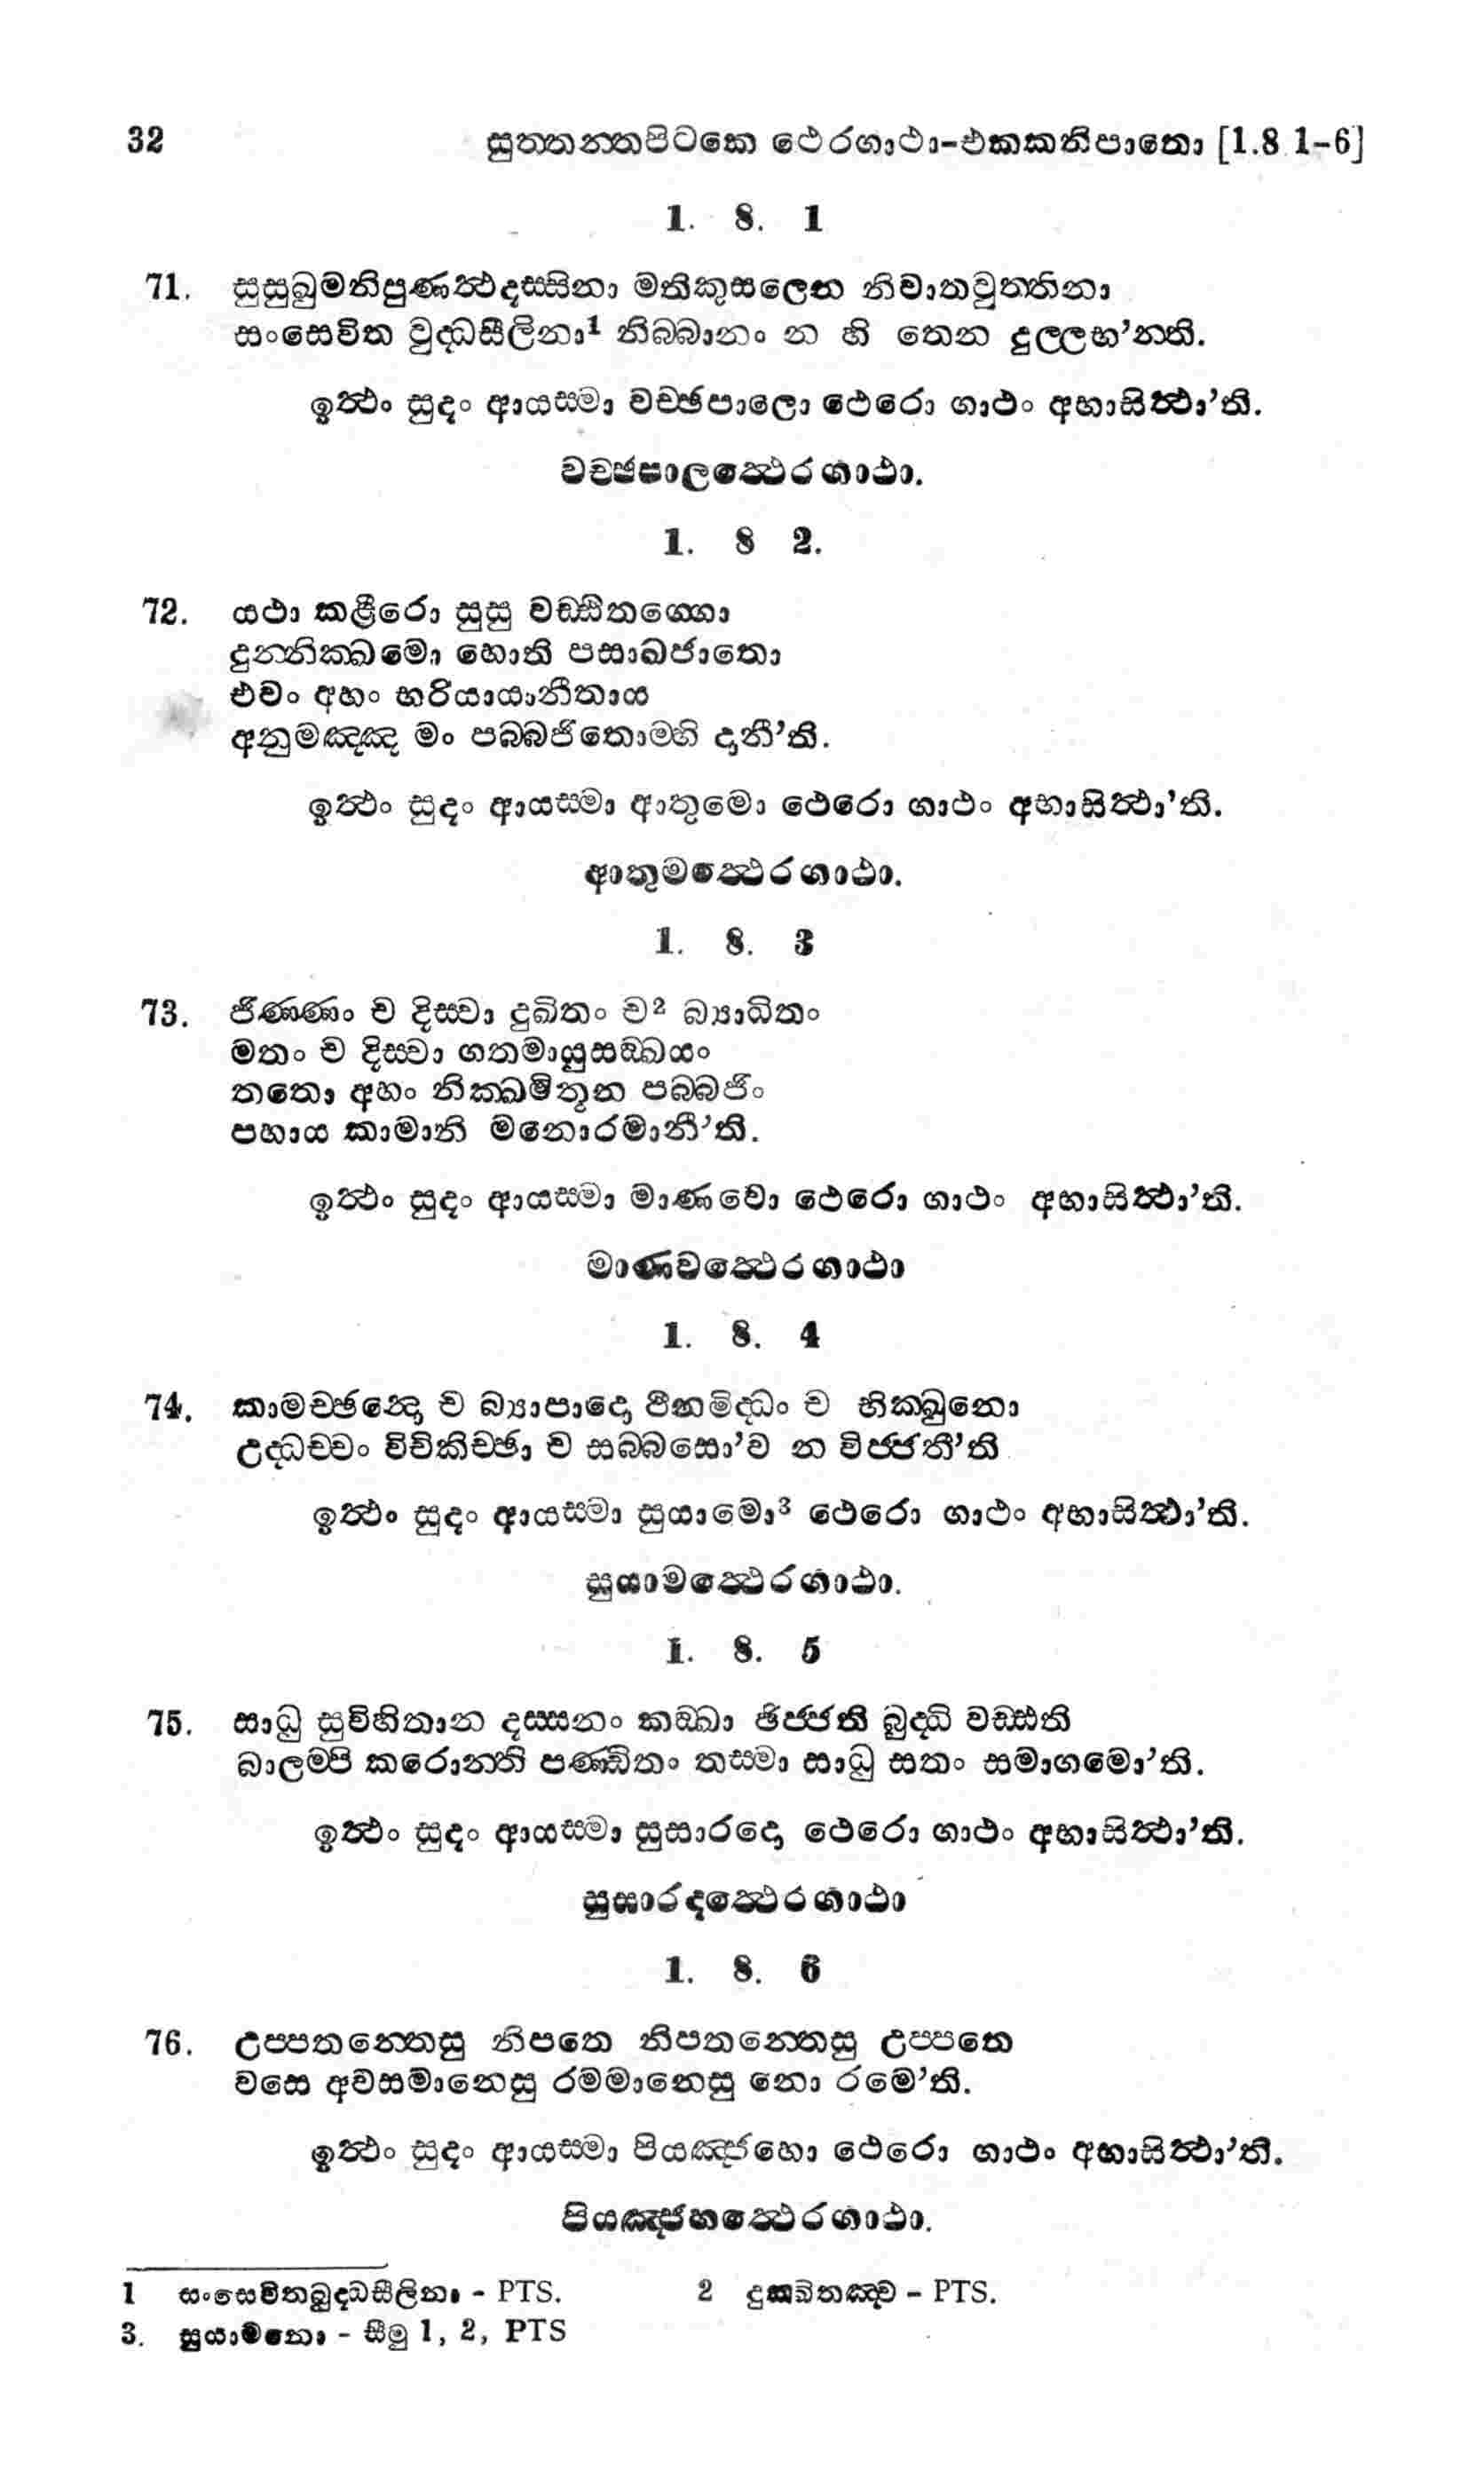 32 සුත්තන්තපිටකෙ ථෙරගාථා-එකකනිපාතො [1.8 1-6]
1. 8. 1
71. සුසුඛුමනිපුණත්ථදස්සිනා මතිකුසලෙන නිවාතවුත්තිනා
සංසෙවිත වුද්ධසීලිනා¹ නිබ්බානං න හි තෙන දුල්ලභ'න්ති.
ඉත්ථං සුදං ආයස්මා වච්ඡපාලො ථෙරො ගාථං අභාසිත්ථා'ති.
වච්ඡපාලත්ථෙරගාථා.
1. 8 2.
72. යථා කළීරො සුසු වඩ්ඪිතග්ගො
දුන්නික්ඛමො හොති පසාඛජාතො
එවං අහං භරියායානීතාය
අනුමඤ්ඤ මං පබ්බජිතොම්හි දානී'ති.
ඉත්ථං සුදං ආයස්මා ආතුමො ථෙරො ගාථං අභාසිත්ථා'ති.
ආතුමත්ථෙරගාථා.
1. 8. 3
73. ජිණ්ණං ච දිස්වා දුඛිතං ච² බ්‍යාධිතං
මතං ච දිස්වා ගතමායුසඞ්ඛයං
තතො අහං නික්ඛමිතූන පබ්බජිං
පහාය කාමානි මනොරමානී'ති.
ඉත්ථං සුදං ආයස්මා මාණවො ථෙරො ගාථං අභාසිත්ථා'ති.
මාණවත්ථෙරගාථා
1. 8. 4
74. කාමච්ඡන්දො ච බ්‍යාපාදො ථීනමිද්ධං ච භික්ඛුනො
උද්ධච්චං විචිකිච්ඡා ච සබ්බසො'ව න විජ්ජතී'ති
ඉත්ථං සුදං ආයස්මා සුයාමො³ ථෙරො ගාථං අභාසිත්ථා'ති.
සුයාමත්ථෙරගාථා.
1. 8. 5
75. සාධු සුවිහිතාන දස්සනං කඞ්ඛා ඡිජ්ජති බුද්ධි වඩ්ඪති
බාලම්පි කරොන්ති පණ්ඩිතං තස්මා සාධු සතං සමාගමො'ති.
ඉත්ථං සුදං ආයස්මා සුසාරදො ථෙරො ගාථං අභාසිත්ථා'ති.
සුසාරදත්ථෙරගාථා
1. 8. 6
76. උප්පතන්තෙසු නිපතෙ නිපතන්තෙසු උප්පතෙ
වසෙ අවසමානෙසු රමමානෙසු නො රමෙ'ති.
ඉත්ථං සුදං ආයස්මා පියඤ්ජහො ථෙරො ගාථං අභාසිත්ථා'ති.
පියඤ්ජහත්ථෙරගාථා.
1 සංසෙවිතබුද්ධසීලිනා - PTS. 2 දුක්ඛිතඤ්ච - PTS.
3. සුයාමනො - සීමු 1, 2, PTS